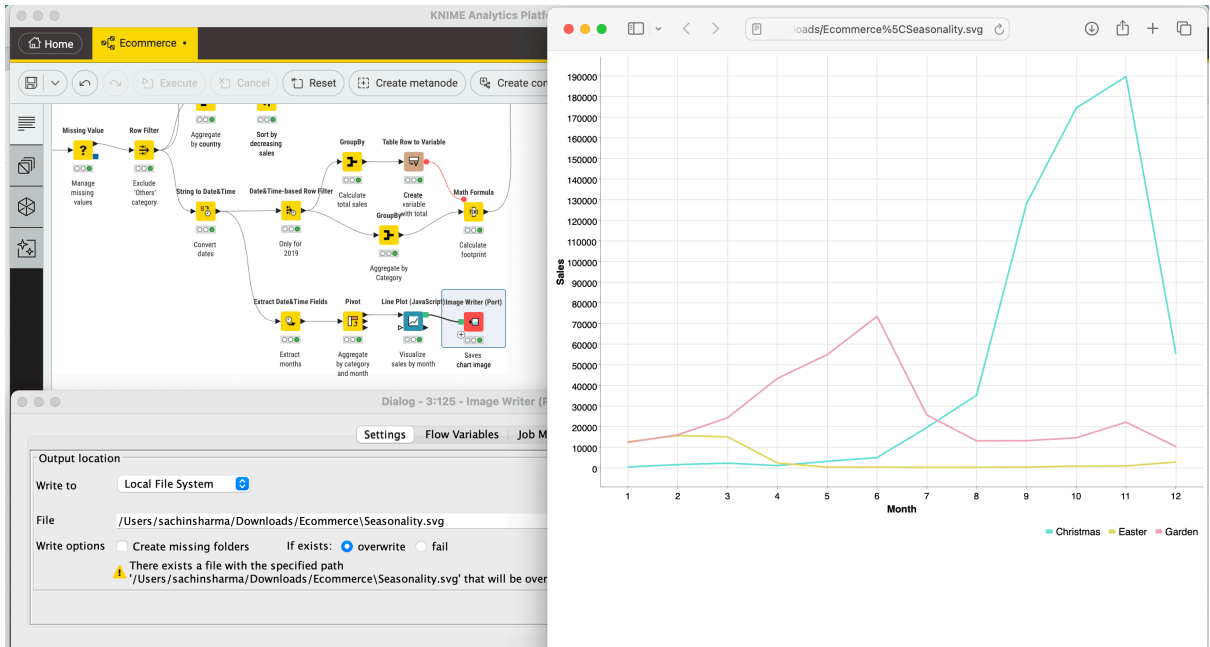 KNIME Analytics Platfo
Home
Ecommerce •
Execute
Cancel
Reset
Create metanode
Create con
Missing Value
Manage
missing
values
Row Filter
Exclude
'Others'
category
Aggregate
by country
Sort by
decreasing
sales
String to Date&Time
Convert
dates
Date&Time-based Row Filter
Only for
2019
GroupBy
Calculate
total sales
Table Row to Variable
Create
variable
with total
GroupBy
Aggregate by
Category
Math Formula
Calculate
footprint
Extract Date&Time Fields
Extract
months
Pivot
Aggregate
by category
and month
Line Plot (JavaScript)
Visualize
sales by month
Image Writer (Port)
Saves
chart image
Dialog - 3:125 - Image Writer (P
Settings
Flow Variables
Job M
Output location
Write to
Local File System
File
/Users/sachinsharma/Downloads/Ecommerce\Seasonality.svg
Write options
Create missing folders
If exists:
overwrite
fail
There exists a file with the specified path
'/Users/sachinsharma/Downloads/Ecommerce\Seasonality.svg' that will be over
loads/Ecommerce%5CSeasonality.svg
190000
180000
170000
160000
150000
140000
130000
120000
110000
100000
90000
80000
70000
60000
50000
40000
30000
20000
10000
0
Sales
1 2 3 4 5 6 7 8 9 10 11 12
Month
Christmas
Easter
Garden